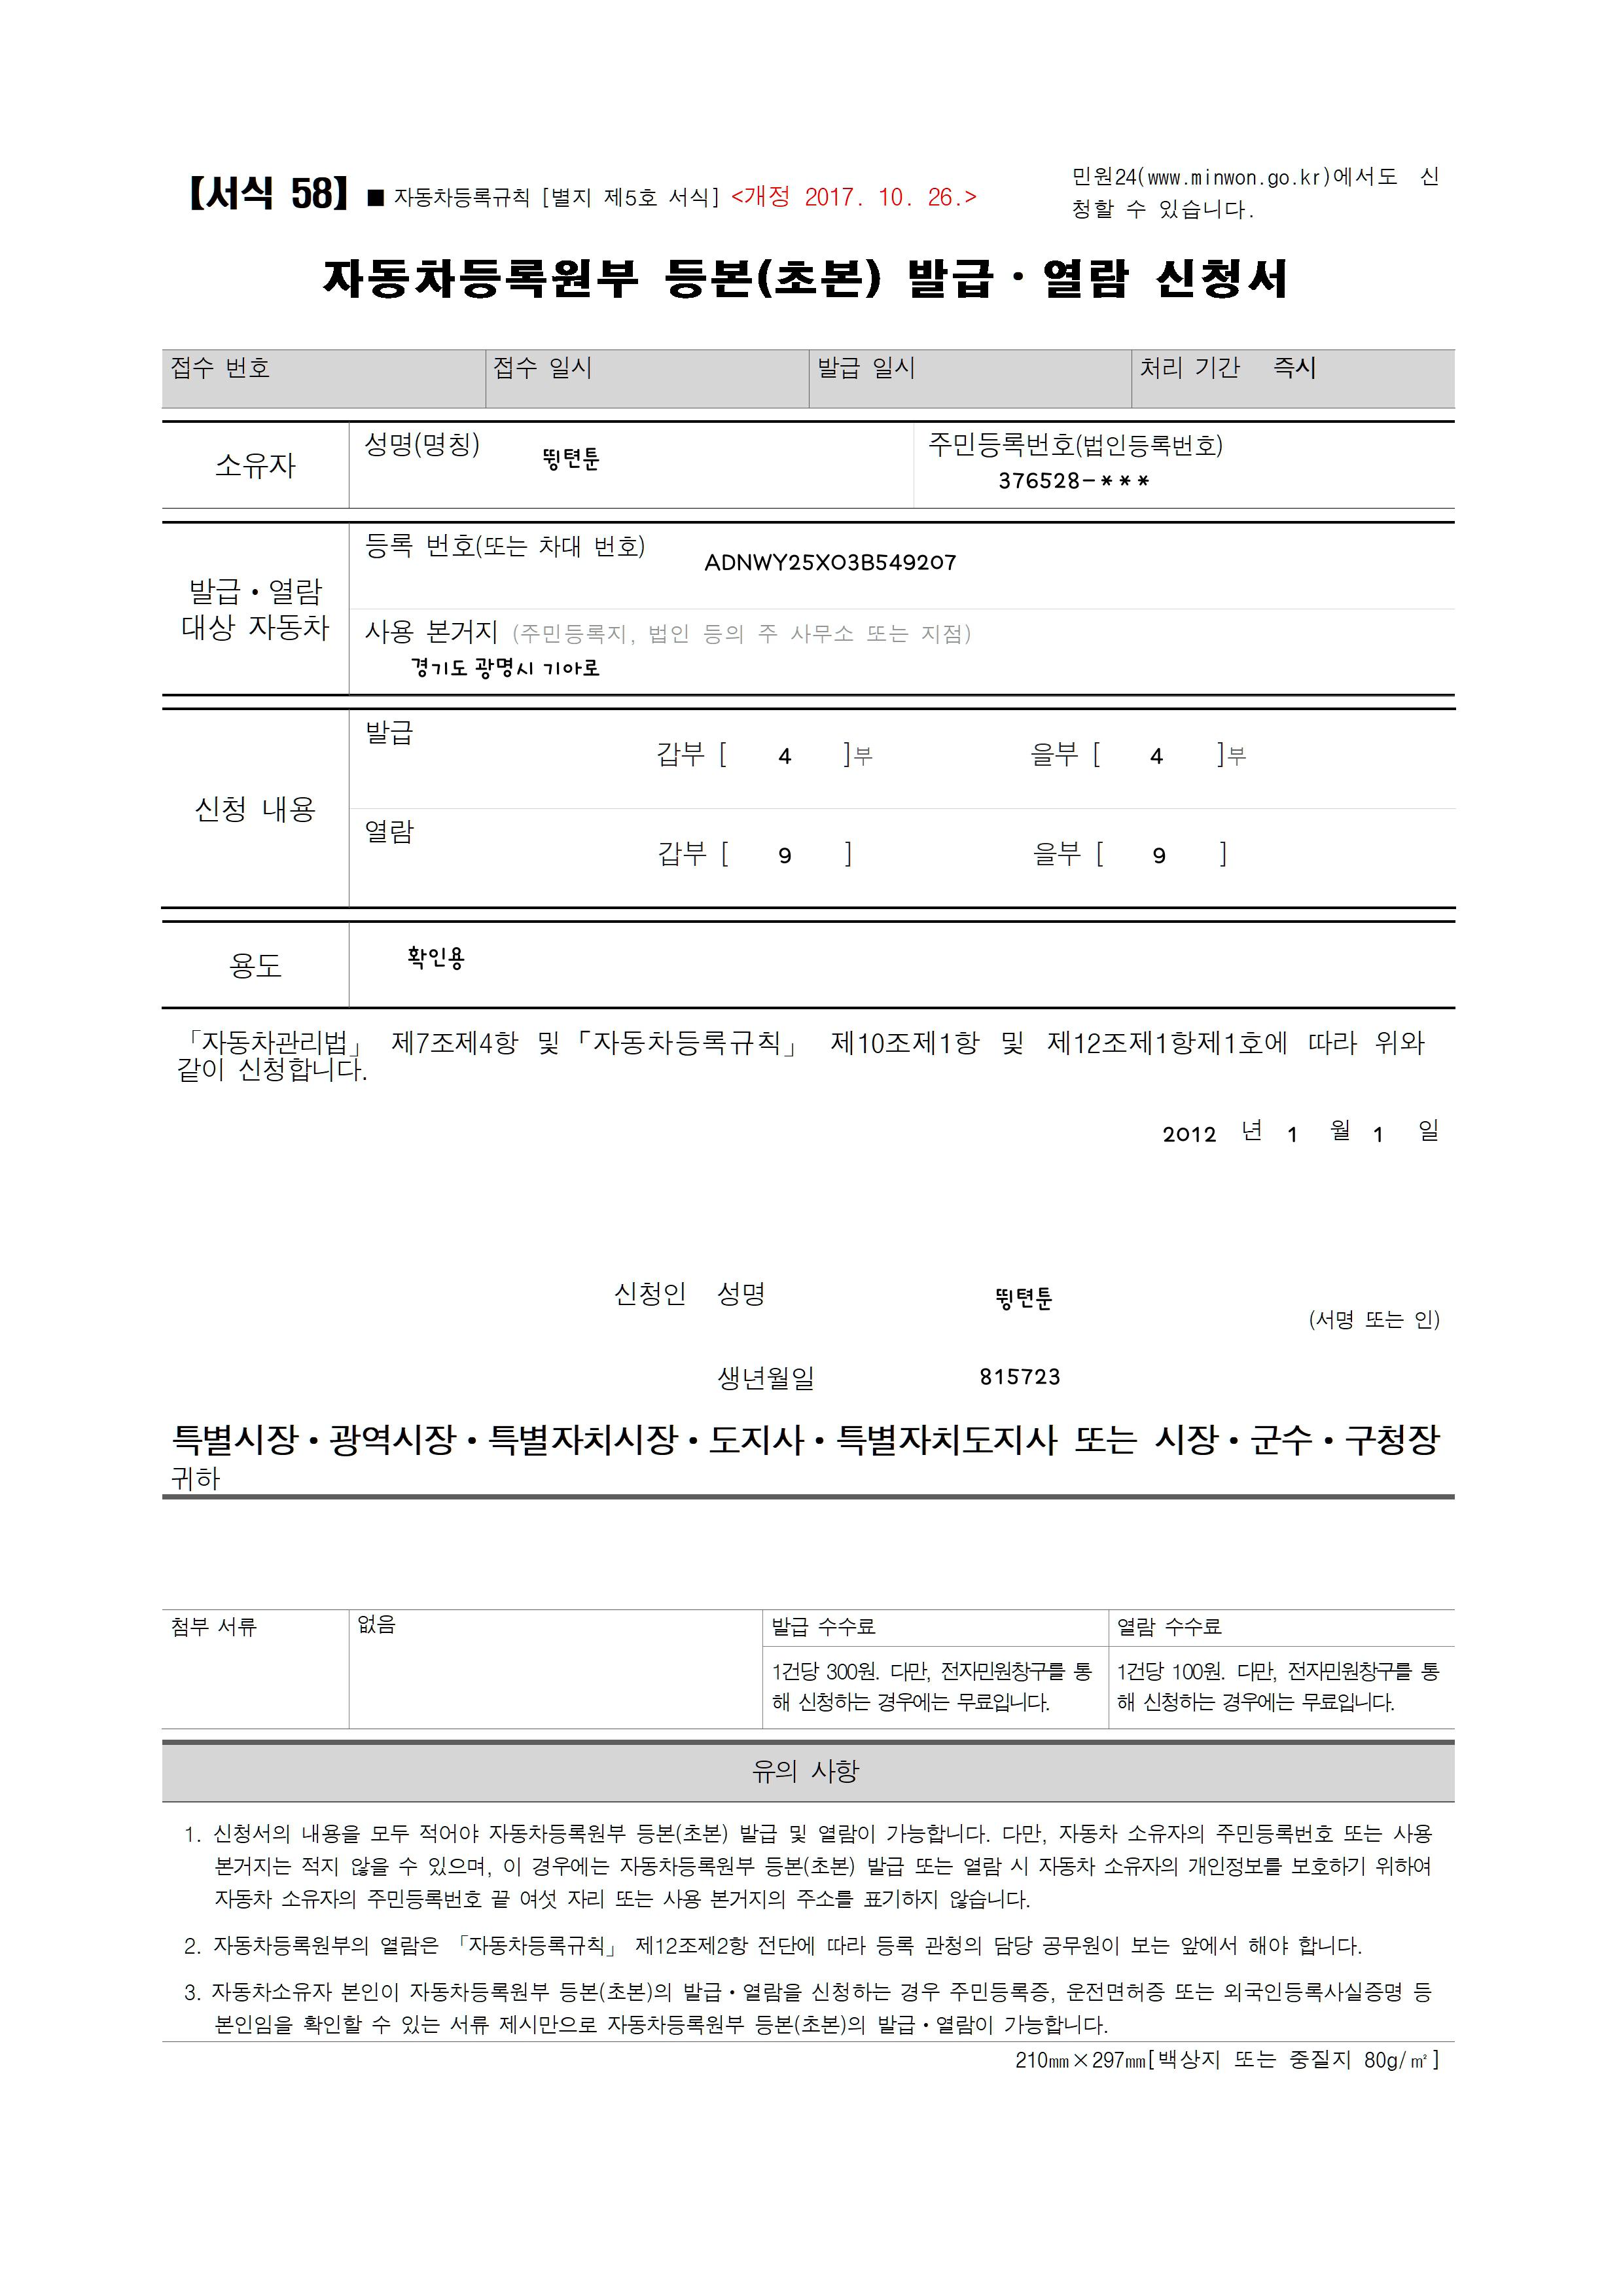 【서식 58】■ 자동차등록규칙 [별지 제5호 서식] <개정 2017. 10. 26.>
민원24(www.minwon.go.kr)에서도 신
청할 수 있습니다.
자동차등록원부 등본(초본) 발급·열람 신청서
접수 번호 접수 일시 발급 일시 처리 기간 즉시
소유자
성명(명칭) 뛍텬툰
주민등록번호(법인등록번호)
376528-***
발급·열람
대상 자동차
등록 번호(또는 차대 번호) ADNWY25X03B549207
사용 본거지 (주민등록지, 법인 등의 주 사무소 또는 지점)
경기도 광명시 기아로
신청 내용
발급
갑부 [ 4 ]부 을부 [ 4 ]부
열람
갑부 [ 9 ] 을부 [ 9 ]
용도 확인용
「자동차관리법」 제7조제4항 및「자동차등록규칙」 제10조제1항 및 제12조제1항제1호에 따라 위와
같이 신청합니다.
2012 년 1 월 1 일
신청인 성명 뛍텬툰
(서명 또는 인)
생년월일 815723
특별시장·광역시장·특별자치시장·도지사·특별자치도지사 또는 시장·군수·구청장
귀하
첨부 서류 없음 발급 수수료 열람 수수료
1건당 300원. 다만, 전자민원창구를 통
해 신청하는 경우에는 무료입니다.
1건당 100원. 다만, 전자민원창구를 통
해 신청하는 경우에는 무료입니다.
유의 사항
1. 신청서의 내용을 모두 적어야 자동차등록원부 등본(초본) 발급 및 열람이 가능합니다. 다만, 자동차 소유자의 주민등록번호 또는 사용
본거지는 적지 않을 수 있으며, 이 경우에는 자동차등록원부 등본(초본) 발급 또는 열람 시 자동차 소유자의 개인정보를 보호하기 위하여
자동차 소유자의 주민등록번호 끝 여섯 자리 또는 사용 본거지의 주소를 표기하지 않습니다.
2. 자동차등록원부의 열람은 「자동차등록규칙」 제12조제2항 전단에 따라 등록 관청의 담당 공무원이 보는 앞에서 해야 합니다.
3. 자동차소유자 본인이 자동차등록원부 등본(초본)의 발급·열람을 신청하는 경우 주민등록증, 운전면허증 또는 외국인등록사실증명 등
본인임을 확인할 수 있는 서류 제시만으로 자동차등록원부 등본(초본)의 발급·열람이 가능합니다.
210㎜×297㎜[백상지 또는 중질지 80g/㎡]